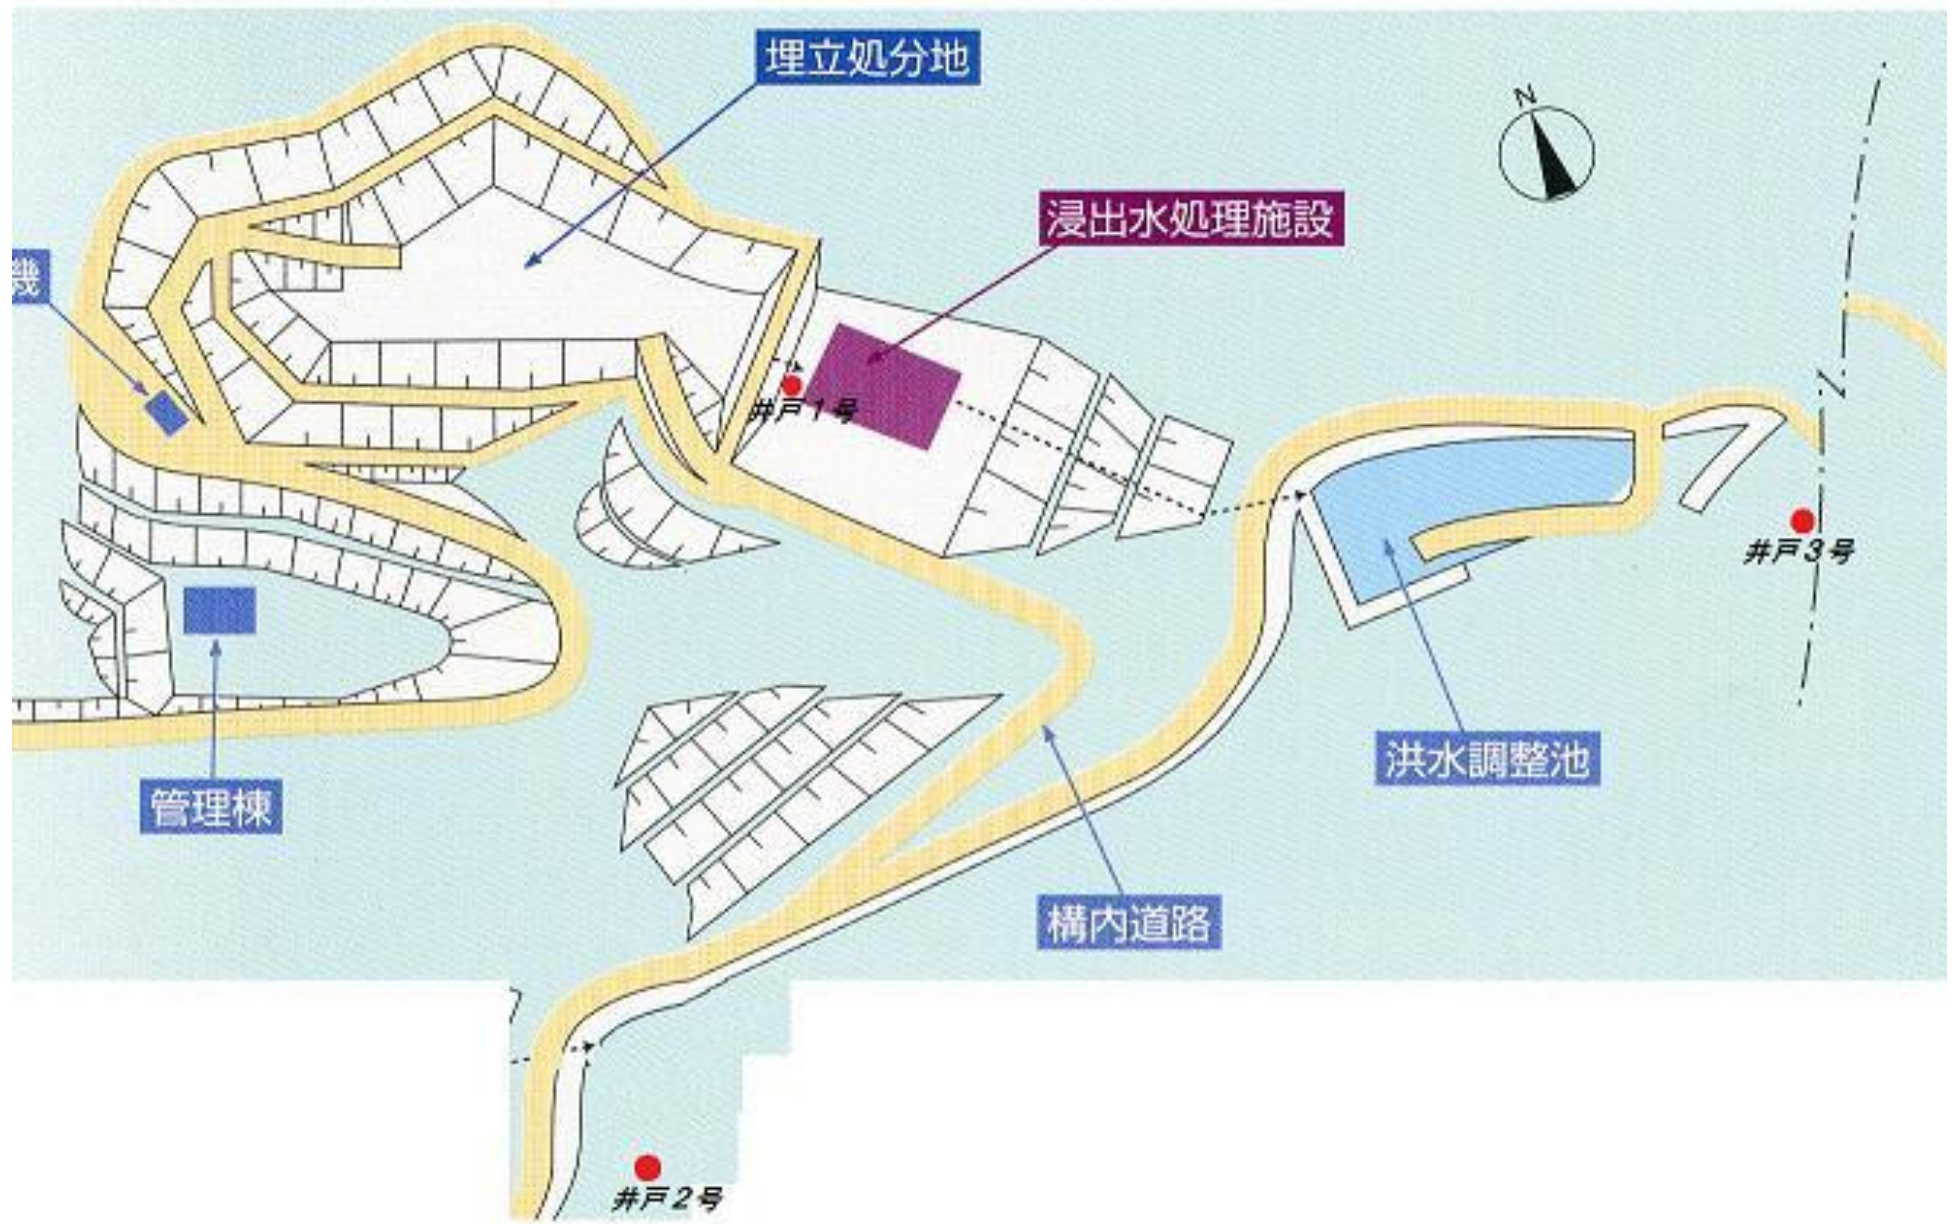 埋立処分地
N
浸出水処理施設
機
井戸1号
井戸3号
洪水調整池
管理棟
構内道路
井戸2号